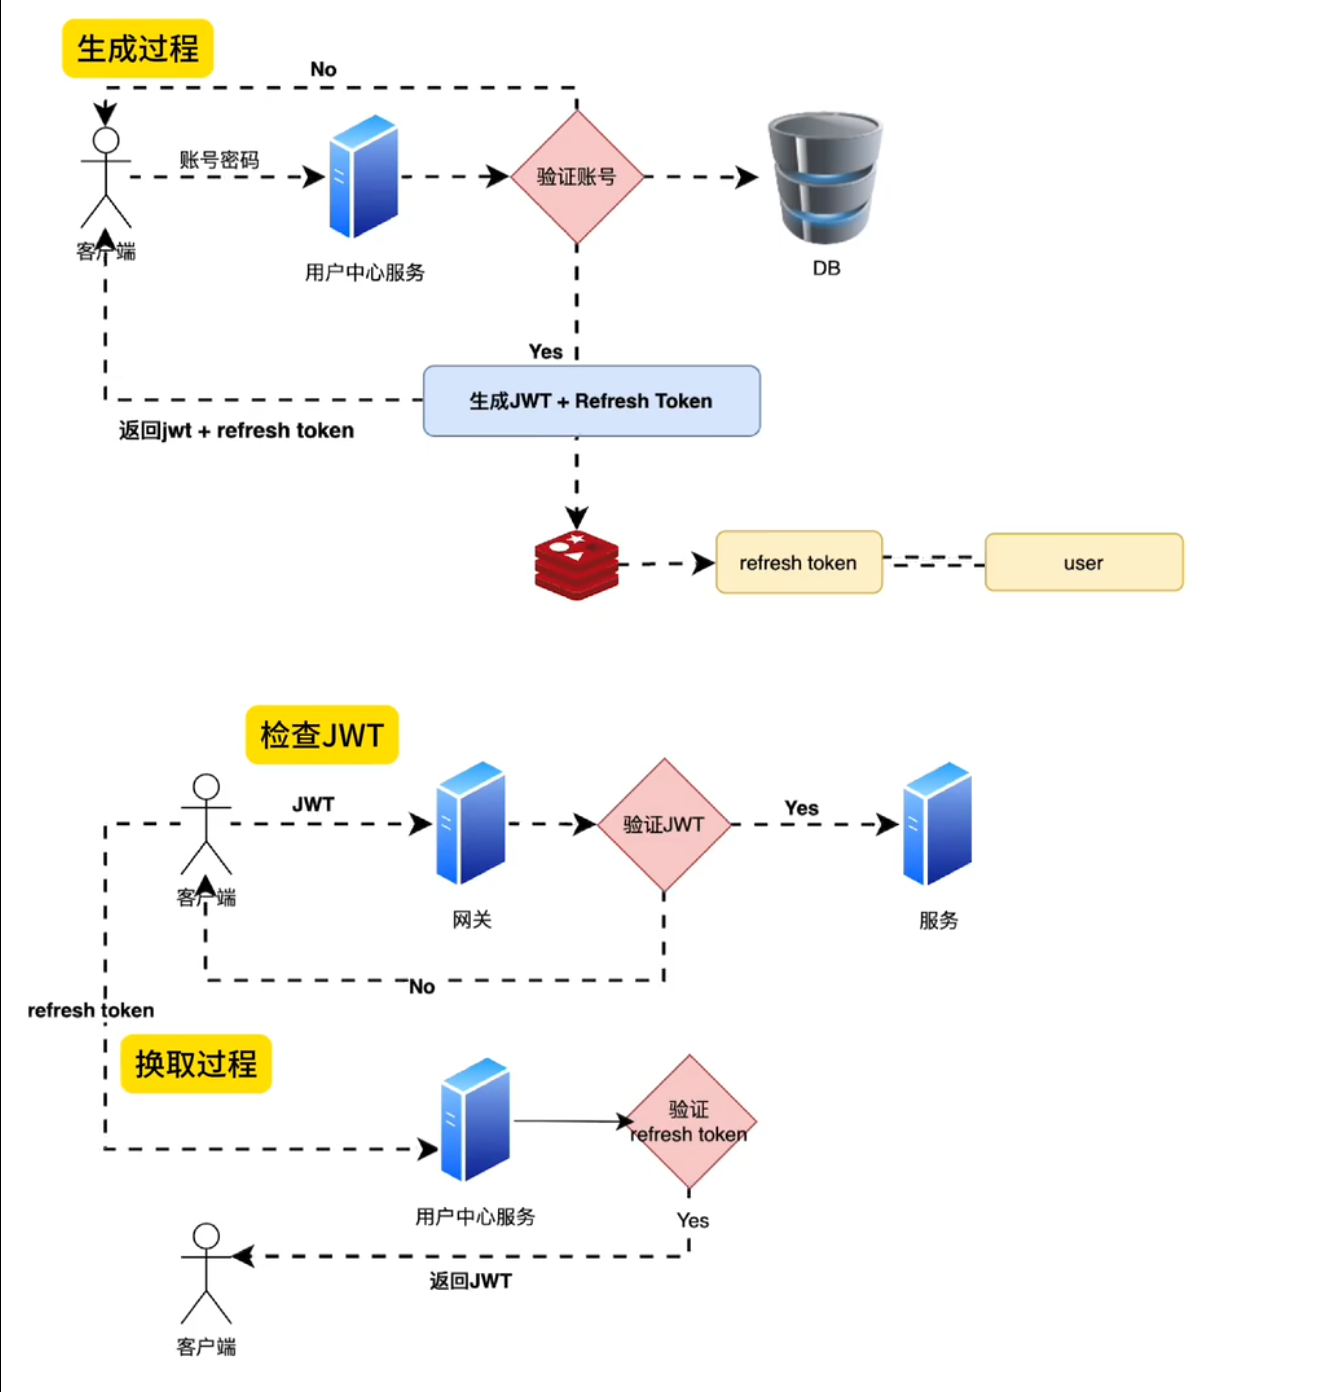 生成过程
No
账号密码
验证账号
客户端
用户中心服务
DB
Yes
生成JWT + Refresh Token
返回jwt + refresh token
refresh token
user
检查JWT
JWT
验证JWT
Yes
客户端
网关
服务
No
refresh token
换取过程
验证
refresh token
用户中心服务
Yes
返回JWT
客户端